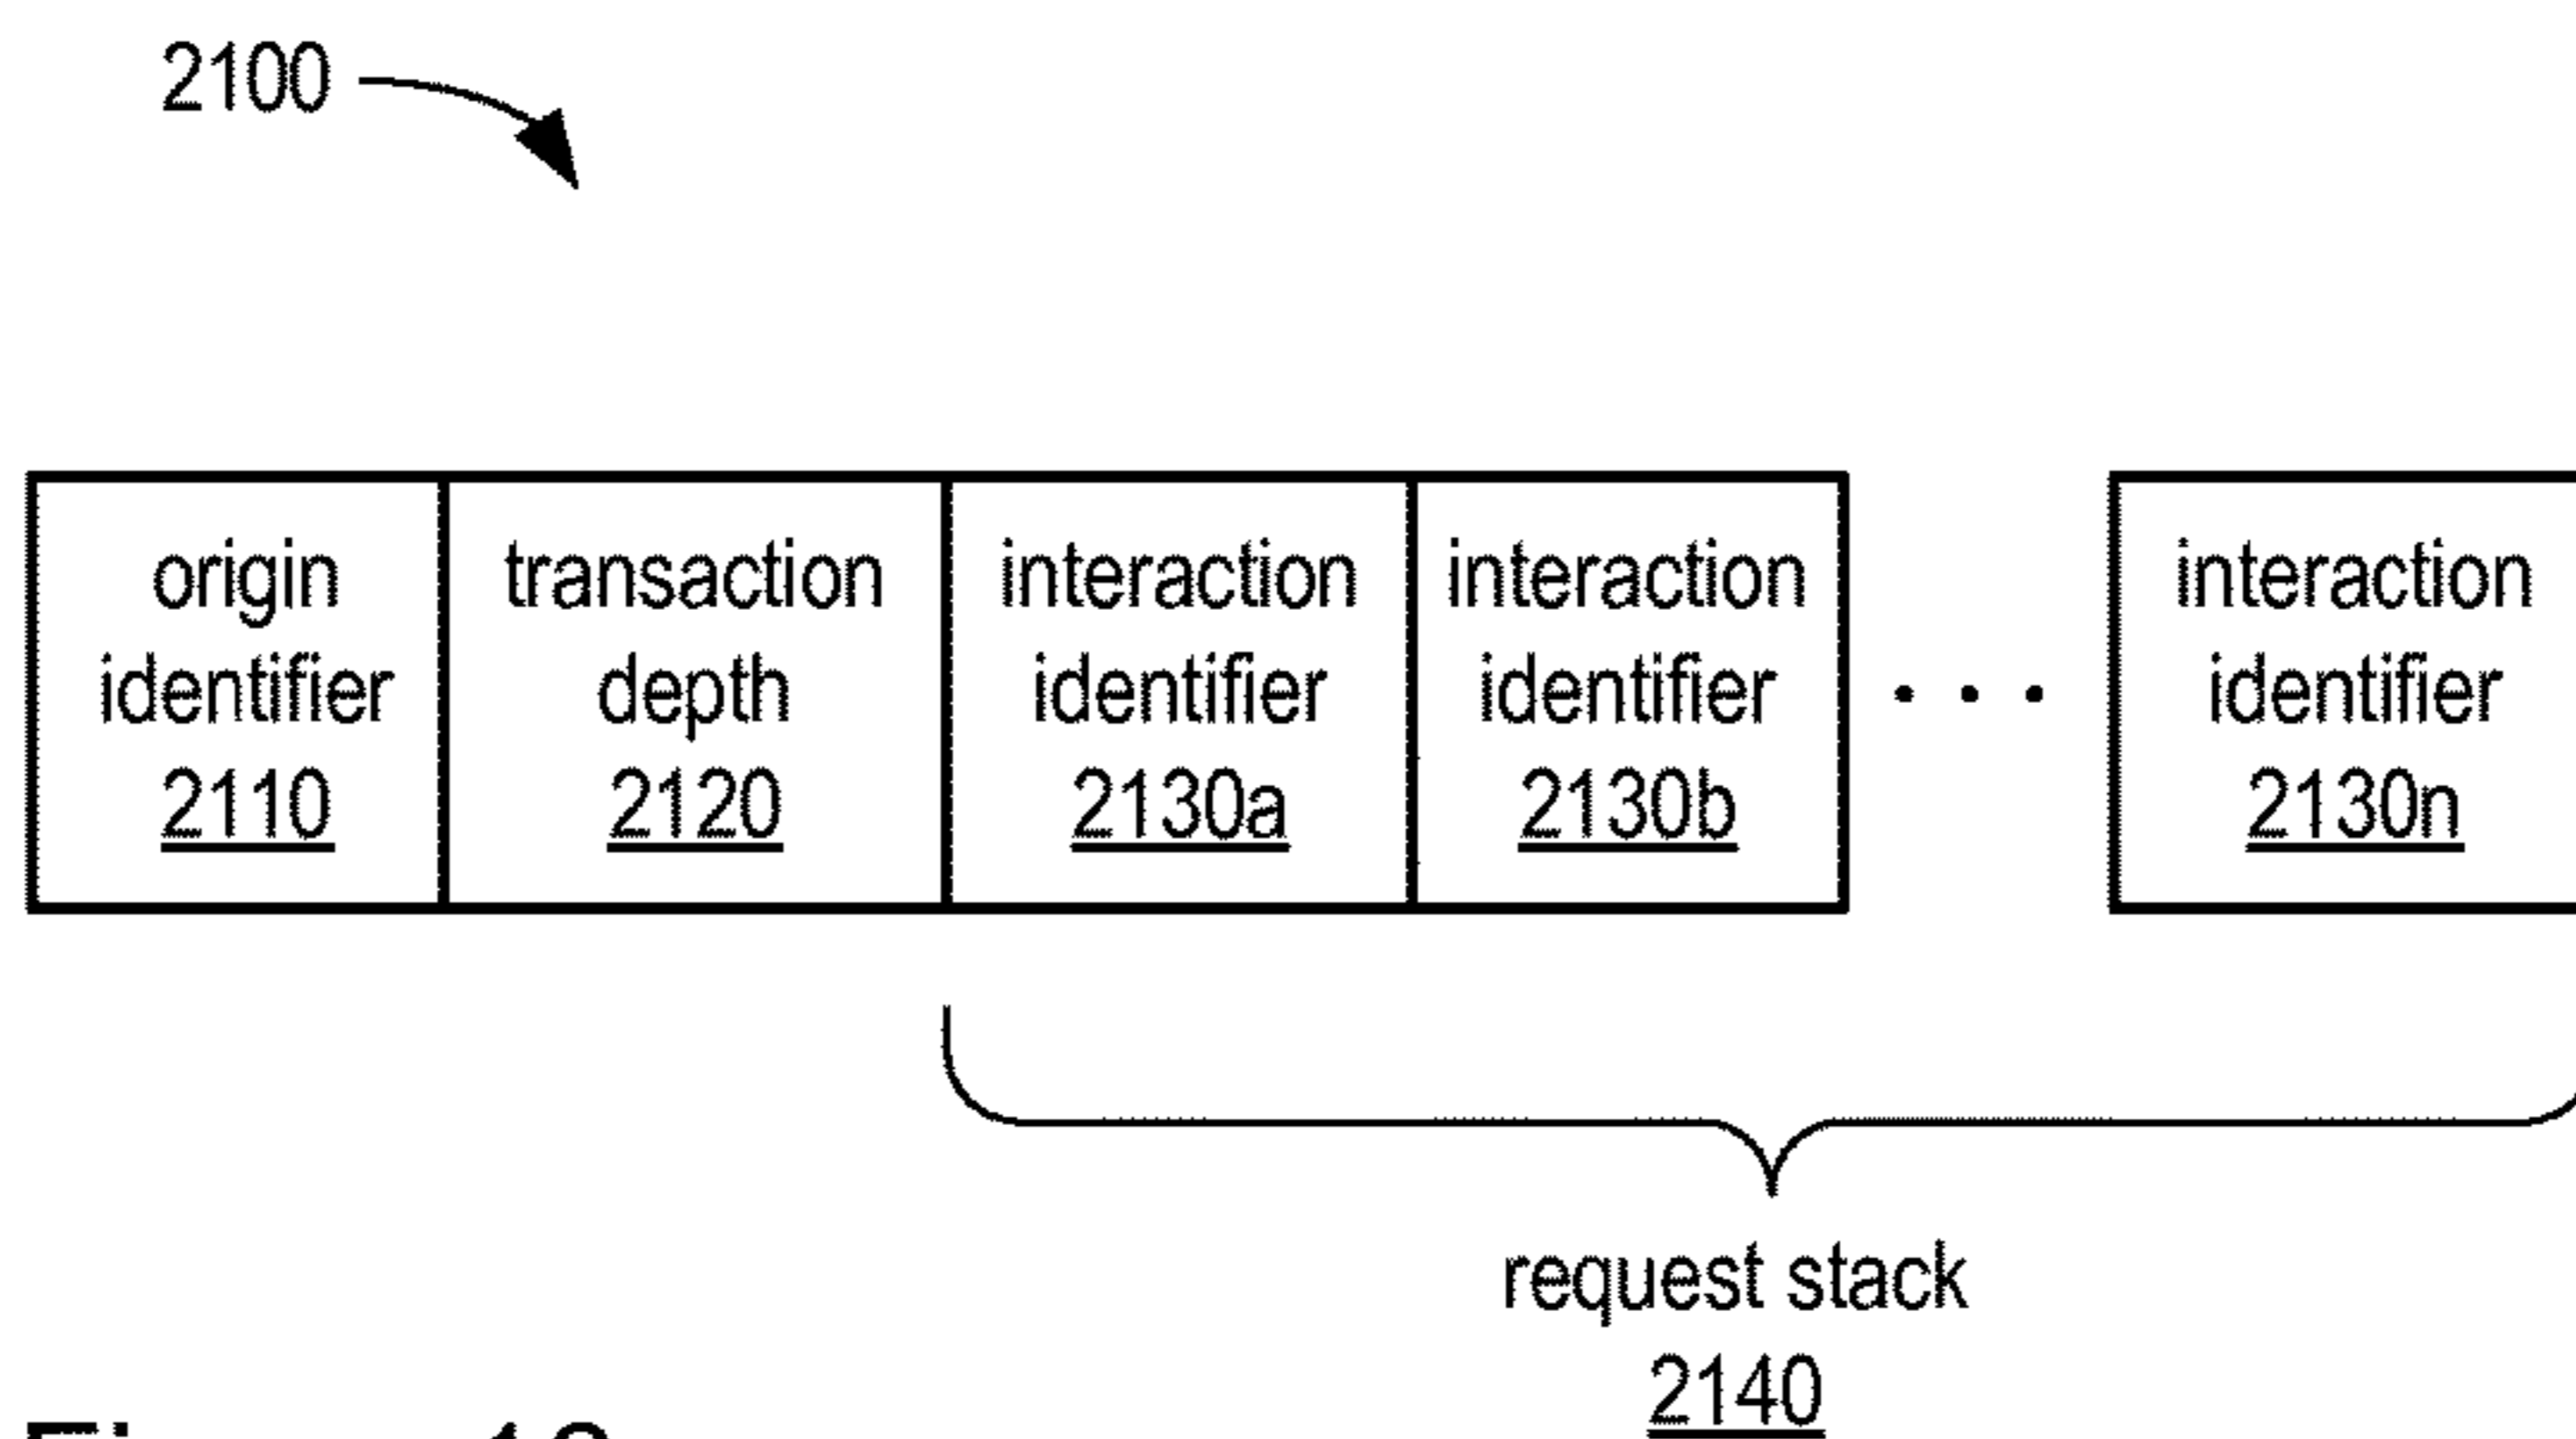 2100
origin
identifier
2110
transaction
depth
2120
interaction
identifier
2130a
interaction
identifier
2130b
. . .
interaction
identifier
2130n
request stack
2140